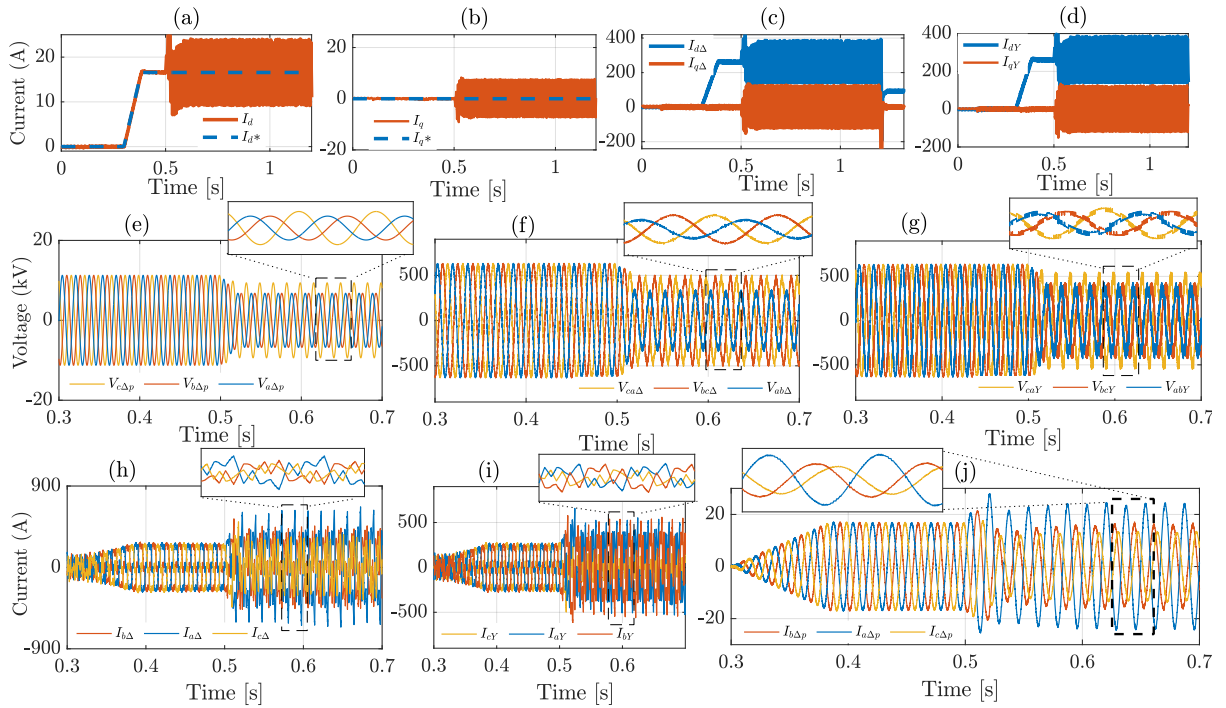 (a) (b) (c) (d)
Current (A)
20
10
0
I_d
I_d*
0 0.5 1
Time [s]
20
0
-20
I_q
I_q*
0 0.5 1
Time [s]
400
200
0
-200
I_dΔ
I_qΔ
0 0.5 1
Time [s]
400
200
0
-200
I_dY
I_qY
0 0.5 1
Time [s]
(e) (f) (g)
Voltage (kV)
20
0
-20
V_cΔp V_bΔp V_aΔp
0.3 0.4 0.5 0.6 0.7
Time [s]
500
0
500
V_caΔ V_bcΔ V_abΔ
0.3 0.4 0.5 0.6 0.7
Time [s]
500
0
500
V_caY V_bcY V_abY
0.3 0.4 0.5 0.6 0.7
Time [s]
(h) (i) (j)
Current (A)
900
0
-900
I_bΔ I_aΔ I_cΔ
0.3 0.4 0.5 0.6 0.7
Time [s]
500
0
-500
I_cY I_aY I_bY
0.3 0.4 0.5 0.6
Time [s]
20
0
-20
I_bΔp I_aΔp I_cΔp
0.3 0.4 0.5 0.6 0.7
Time [s]